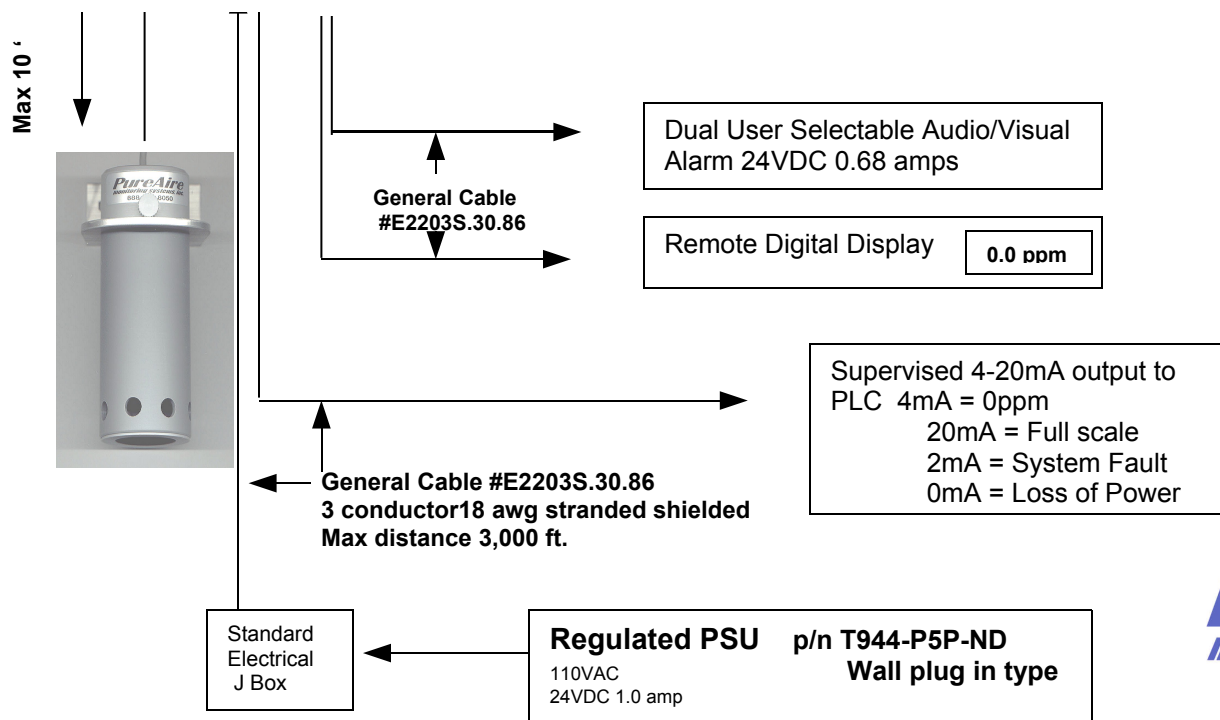 Max 10 ‘
PureAire
monitoring systems, inc.
Dual User Selectable Audio/Visual
Alarm 24VDC 0.68 amps
General Cable
#E2203S.30.86
Remote Digital Display
0.0 ppm
Supervised 4-20mA output to
PLC 4mA = 0ppm
20mA = Full scale
2mA = System Fault
0mA = Loss of Power
General Cable #E2203S.30.86
3 conductor18 awg stranded shielded
Max distance 3,000 ft.
Standard
Electrical
J Box
Regulated PSU p/n T944-P5P-ND
110VAC Wall plug in type
24VDC 1.0 amp